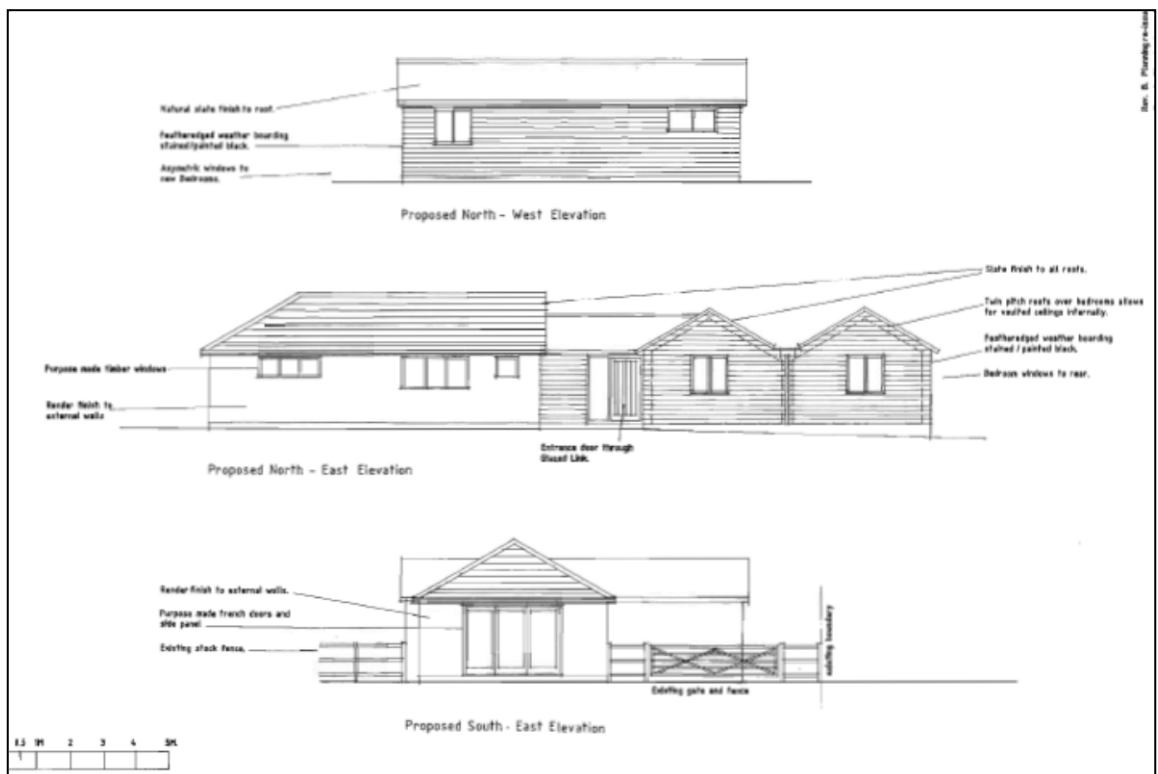 Rev. B. Planning re-issue
Natural slate finish to roof.
Featheredged weather boarding
stained/painted black.
Asymetric windows to
new Bedrooms.
Proposed North - West Elevation
Slate finish to all roofs.
Twin pitch roofs over bedrooms allows
for vaulted ceilings internally.
Featheredged weather boarding
stained / painted black.
Bedroom windows to rear.
Purpose made timber windows
Render finish to
external walls
Entrance door through
Glazed Link.
Proposed North - East Elevation
Render finish to external walls.
Purpose made french doors and
side panel
Existing stock fence.
existing boundary
Existing gate and fence
Proposed South - East Elevation
0.5 1M 2 3 4 5M.